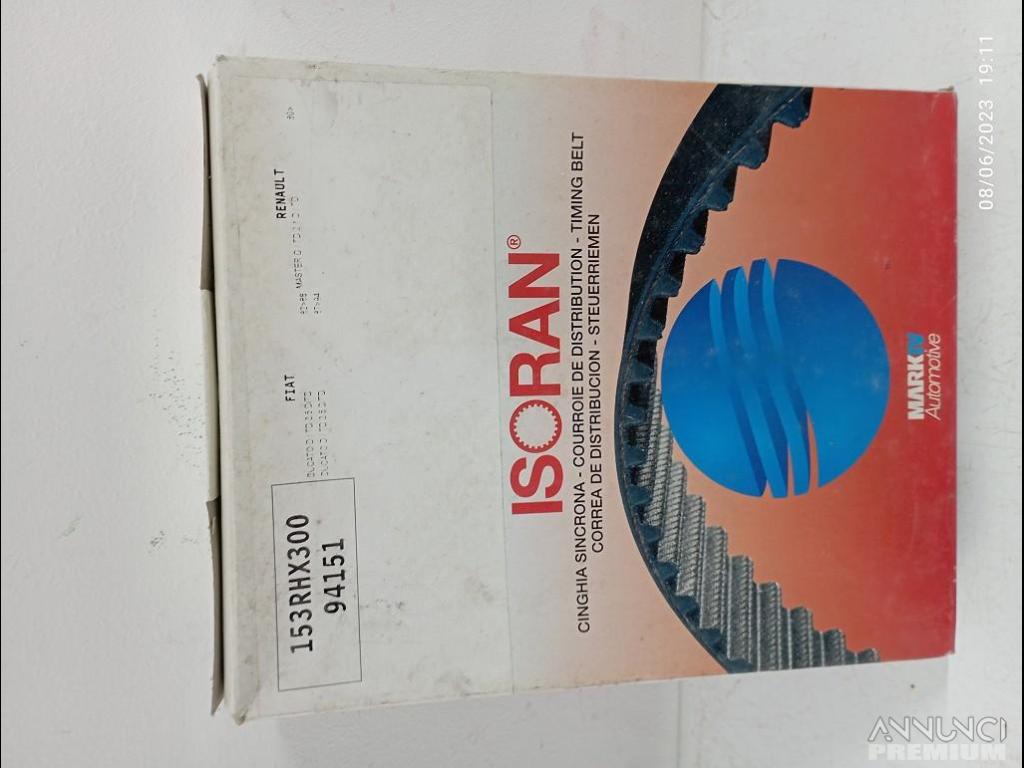 153RHX300
94151
FIAT
RENAULT
80>
ISORAN®
CINGHIA SINCRONA - COURROIE DE DISTRIBUTION - TIMING BELT
CORREA DE DISTRIBUCION - STEUERRIEMEN
MARK IV
Automotive
08/06/2023 19:11
ANNUNCI
PREMIUM